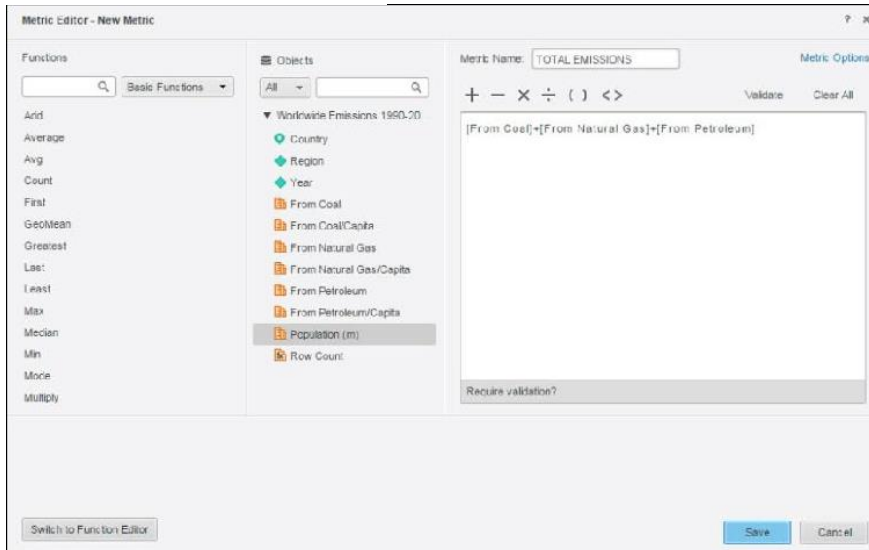 Metric Editor - New Metric
? ×
Functions
Basic Functions
Add
Average
Avg
Count
First
GeoMean
Greatest
Last
Least
Max
Median
Min
Mode
Multiply
Objects
All
Worldwide Emissions 1990-20
Country
Region
Year
From Coal
From Coal/Capita
From Natural Gas
From Natural Gas/Capita
From Petroleum
From Petroleum/Capita
Population (m)
Row Count
Metric Name: TOTAL EMISSIONS Metric Options
+ − × ÷ ( ) < > Validate Clear All
[From Coal]+[From Natural Gas]+[From Petroleum]
Require validation?
Switch to Function Editor
Save Cancel